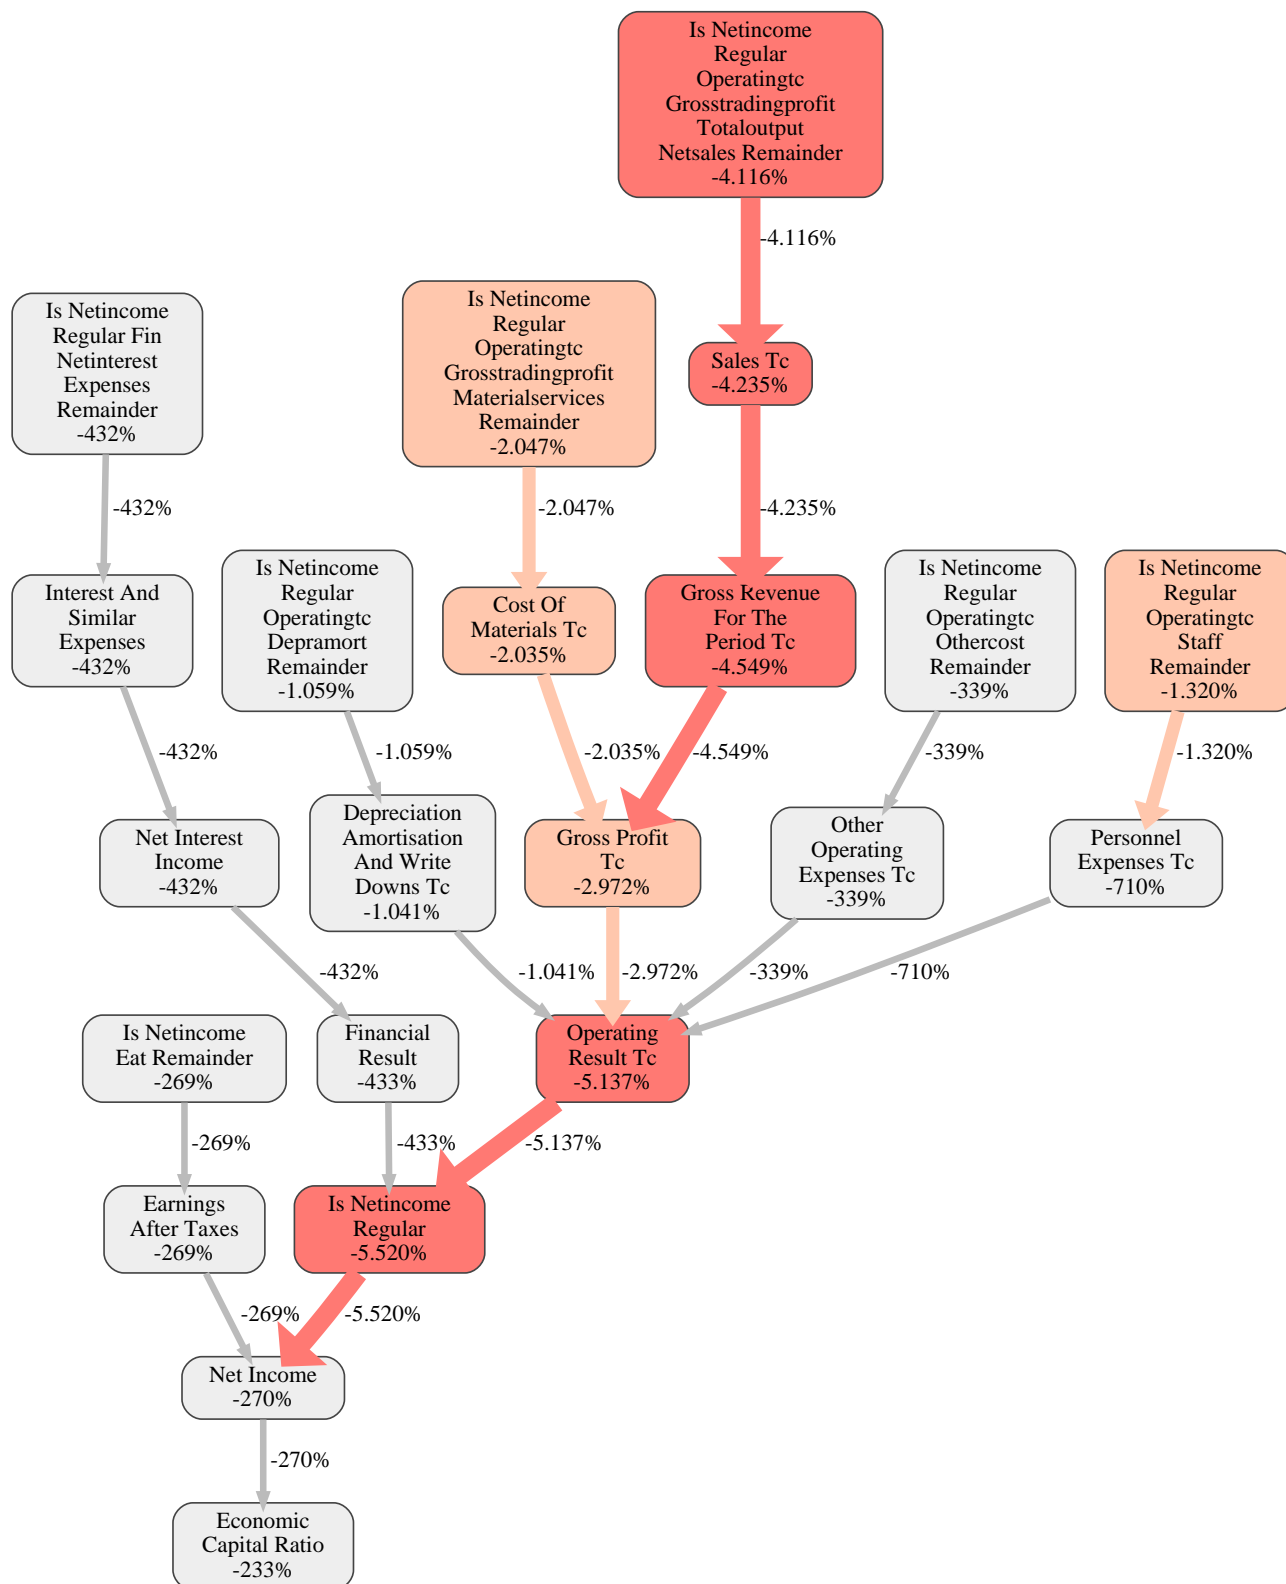 Is Netincome
Regular
Operatingtc
Grosstradingprofit
Totaloutput
Netsales Remainder
-4.116%
-4.116%
Is Netincome
Regular Fin
Netinterest
Expenses
Remainder
-432%
Is Netincome
Regular
Operatingtc
Grosstradingprofit
Materialservices
Remainder
-2.047%
Sales Tc
-4.235%
-432%
-2.047%
-4.235%
Interest And
Similar
Expenses
-432%
Is Netincome
Regular
Operatingtc
Depramort
Remainder
-1.059%
Cost Of
Materials Tc
-2.035%
Gross Revenue
For The
Period Tc
-4.549%
Is Netincome
Regular
Operatingtc
Othercost
Remainder
-339%
Is Netincome
Regular
Operatingtc
Staff
Remainder
-1.320%
-432%
-1.059%
-2.035%
-4.549%
-339%
-1.320%
Net Interest
Income
-432%
Depreciation
Amortisation
And Write
Downs Tc
-1.041%
Gross Profit
Tc
-2.972%
Other
Operating
Expenses Tc
-339%
Personnel
Expenses Tc
-710%
-432%
-1.041%
-2.972%
-339%
-710%
Is Netincome
Eat Remainder
-269%
Financial
Result
-433%
Operating
Result Tc
-5.137%
-269%
-433%
-5.137%
Earnings
After Taxes
-269%
Is Netincome
Regular
-5.520%
-269%
-5.520%
Net Income
-270%
-270%
Economic
Capital Ratio
-233%